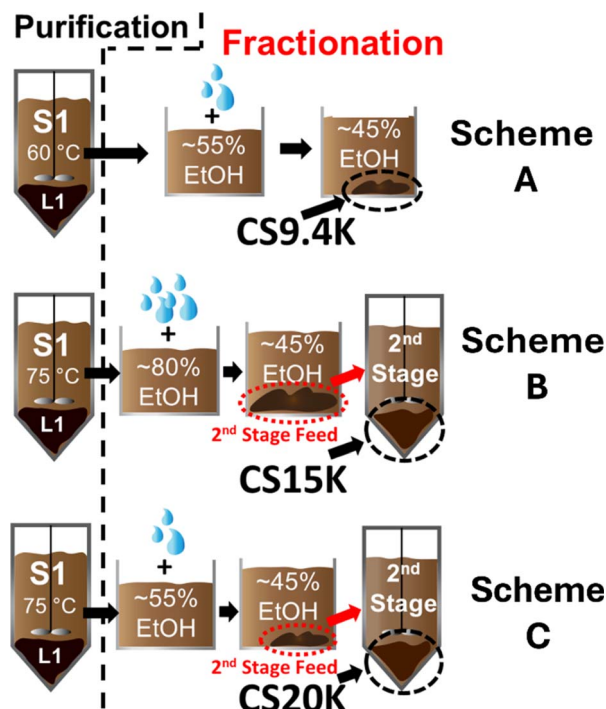 Purification
Fractionation
S1
60 °C
L1
+
~55%
EtOH
~45%
EtOH
CS9.4K
Scheme
A
S1
75 °C
L1
+
~80%
EtOH
~45%
EtOH
2nd Stage Feed
2nd
Stage
CS15K
Scheme
B
S1
75 °C
L1
+
~55%
EtOH
~45%
EtOH
2nd Stage Feed
2nd
Stage
CS20K
Scheme
C